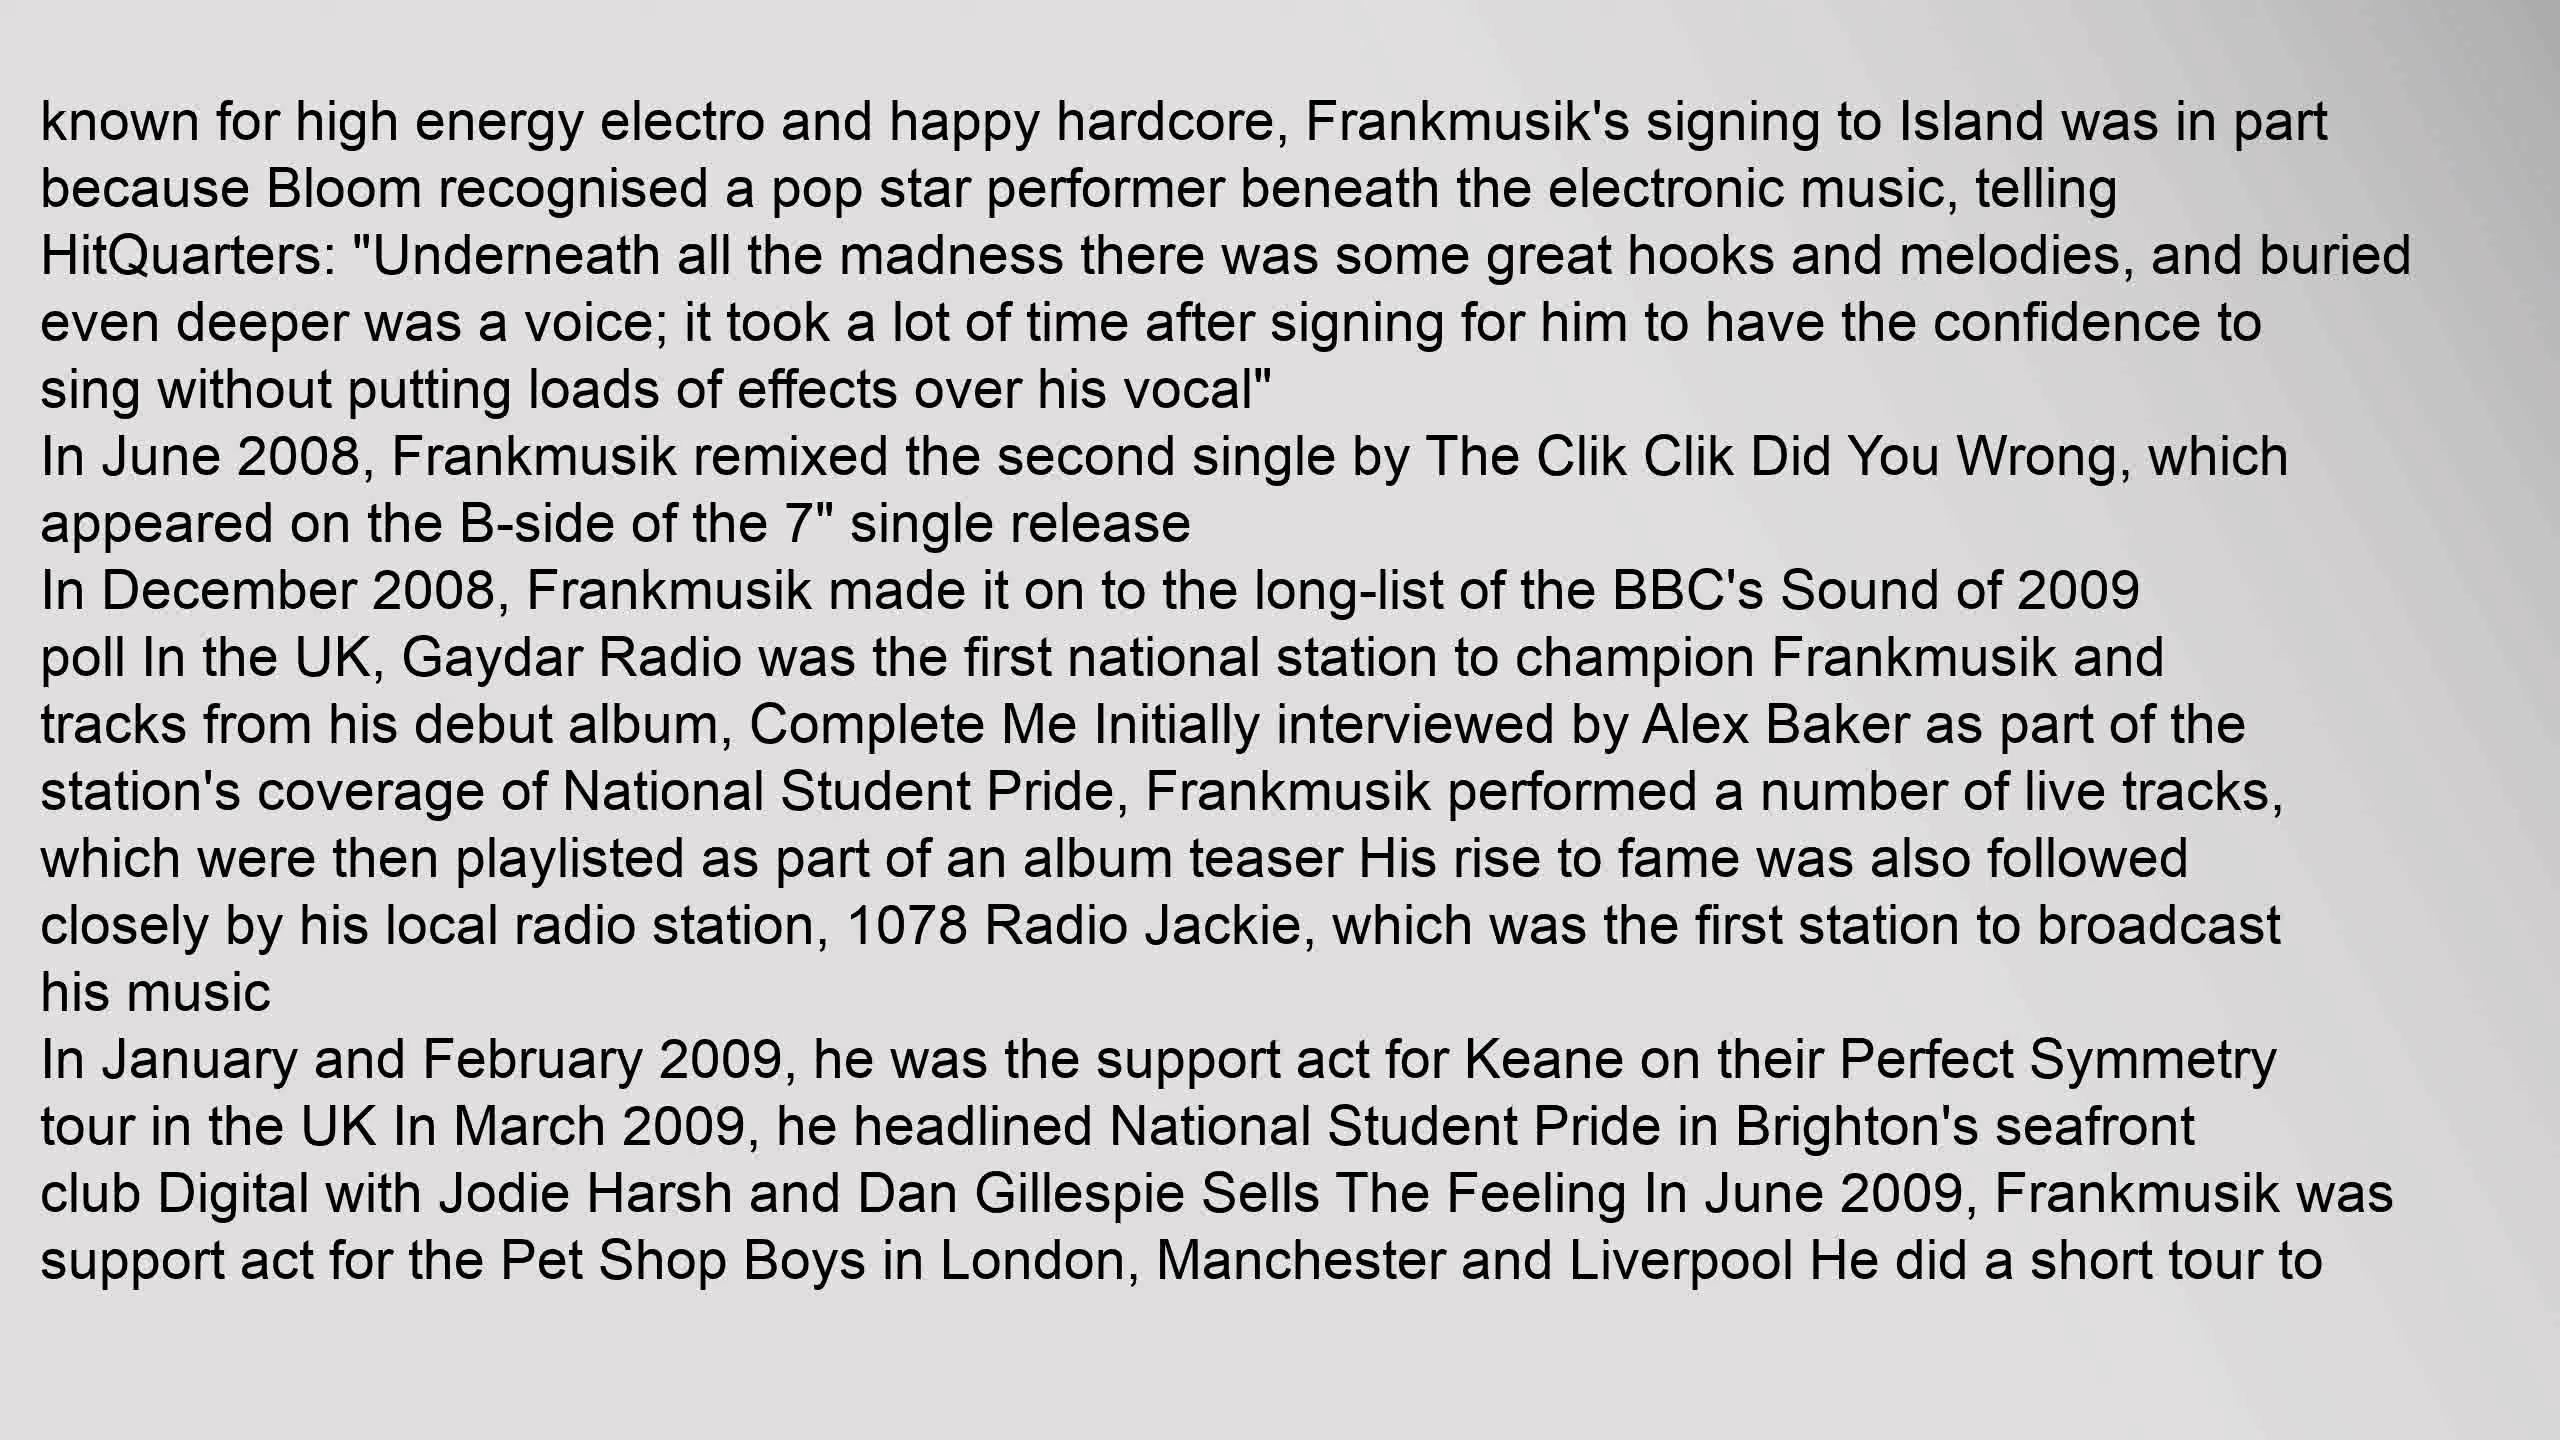 known for high energy electro and happy hardcore, Frankmusik's signing to Island was in part
because Bloom recognised a pop star performer beneath the electronic music, telling
HitQuarters: "Underneath all the madness there was some great hooks and melodies, and buried
even deeper was a voice; it took a lot of time after signing for him to have the confidence to
sing without putting loads of effects over his vocal"
In June 2008, Frankmusik remixed the second single by The Clik Clik Did You Wrong, which
appeared on the B-side of the 7" single release
In December 2008, Frankmusik made it on to the long-list of the BBC's Sound of 2009
poll In the UK, Gaydar Radio was the first national station to champion Frankmusik and
tracks from his debut album, Complete Me Initially interviewed by Alex Baker as part of the
station's coverage of National Student Pride, Frankmusik performed a number of live tracks,
which were then playlisted as part of an album teaser His rise to fame was also followed
closely by his local radio station, 1078 Radio Jackie, which was the first station to broadcast
his music
In January and February 2009, he was the support act for Keane on their Perfect Symmetry
tour in the UK In March 2009, he headlined National Student Pride in Brighton's seafront
club Digital with Jodie Harsh and Dan Gillespie Sells The Feeling In June 2009, Frankmusik was
support act for the Pet Shop Boys in London, Manchester and Liverpool He did a short tour to